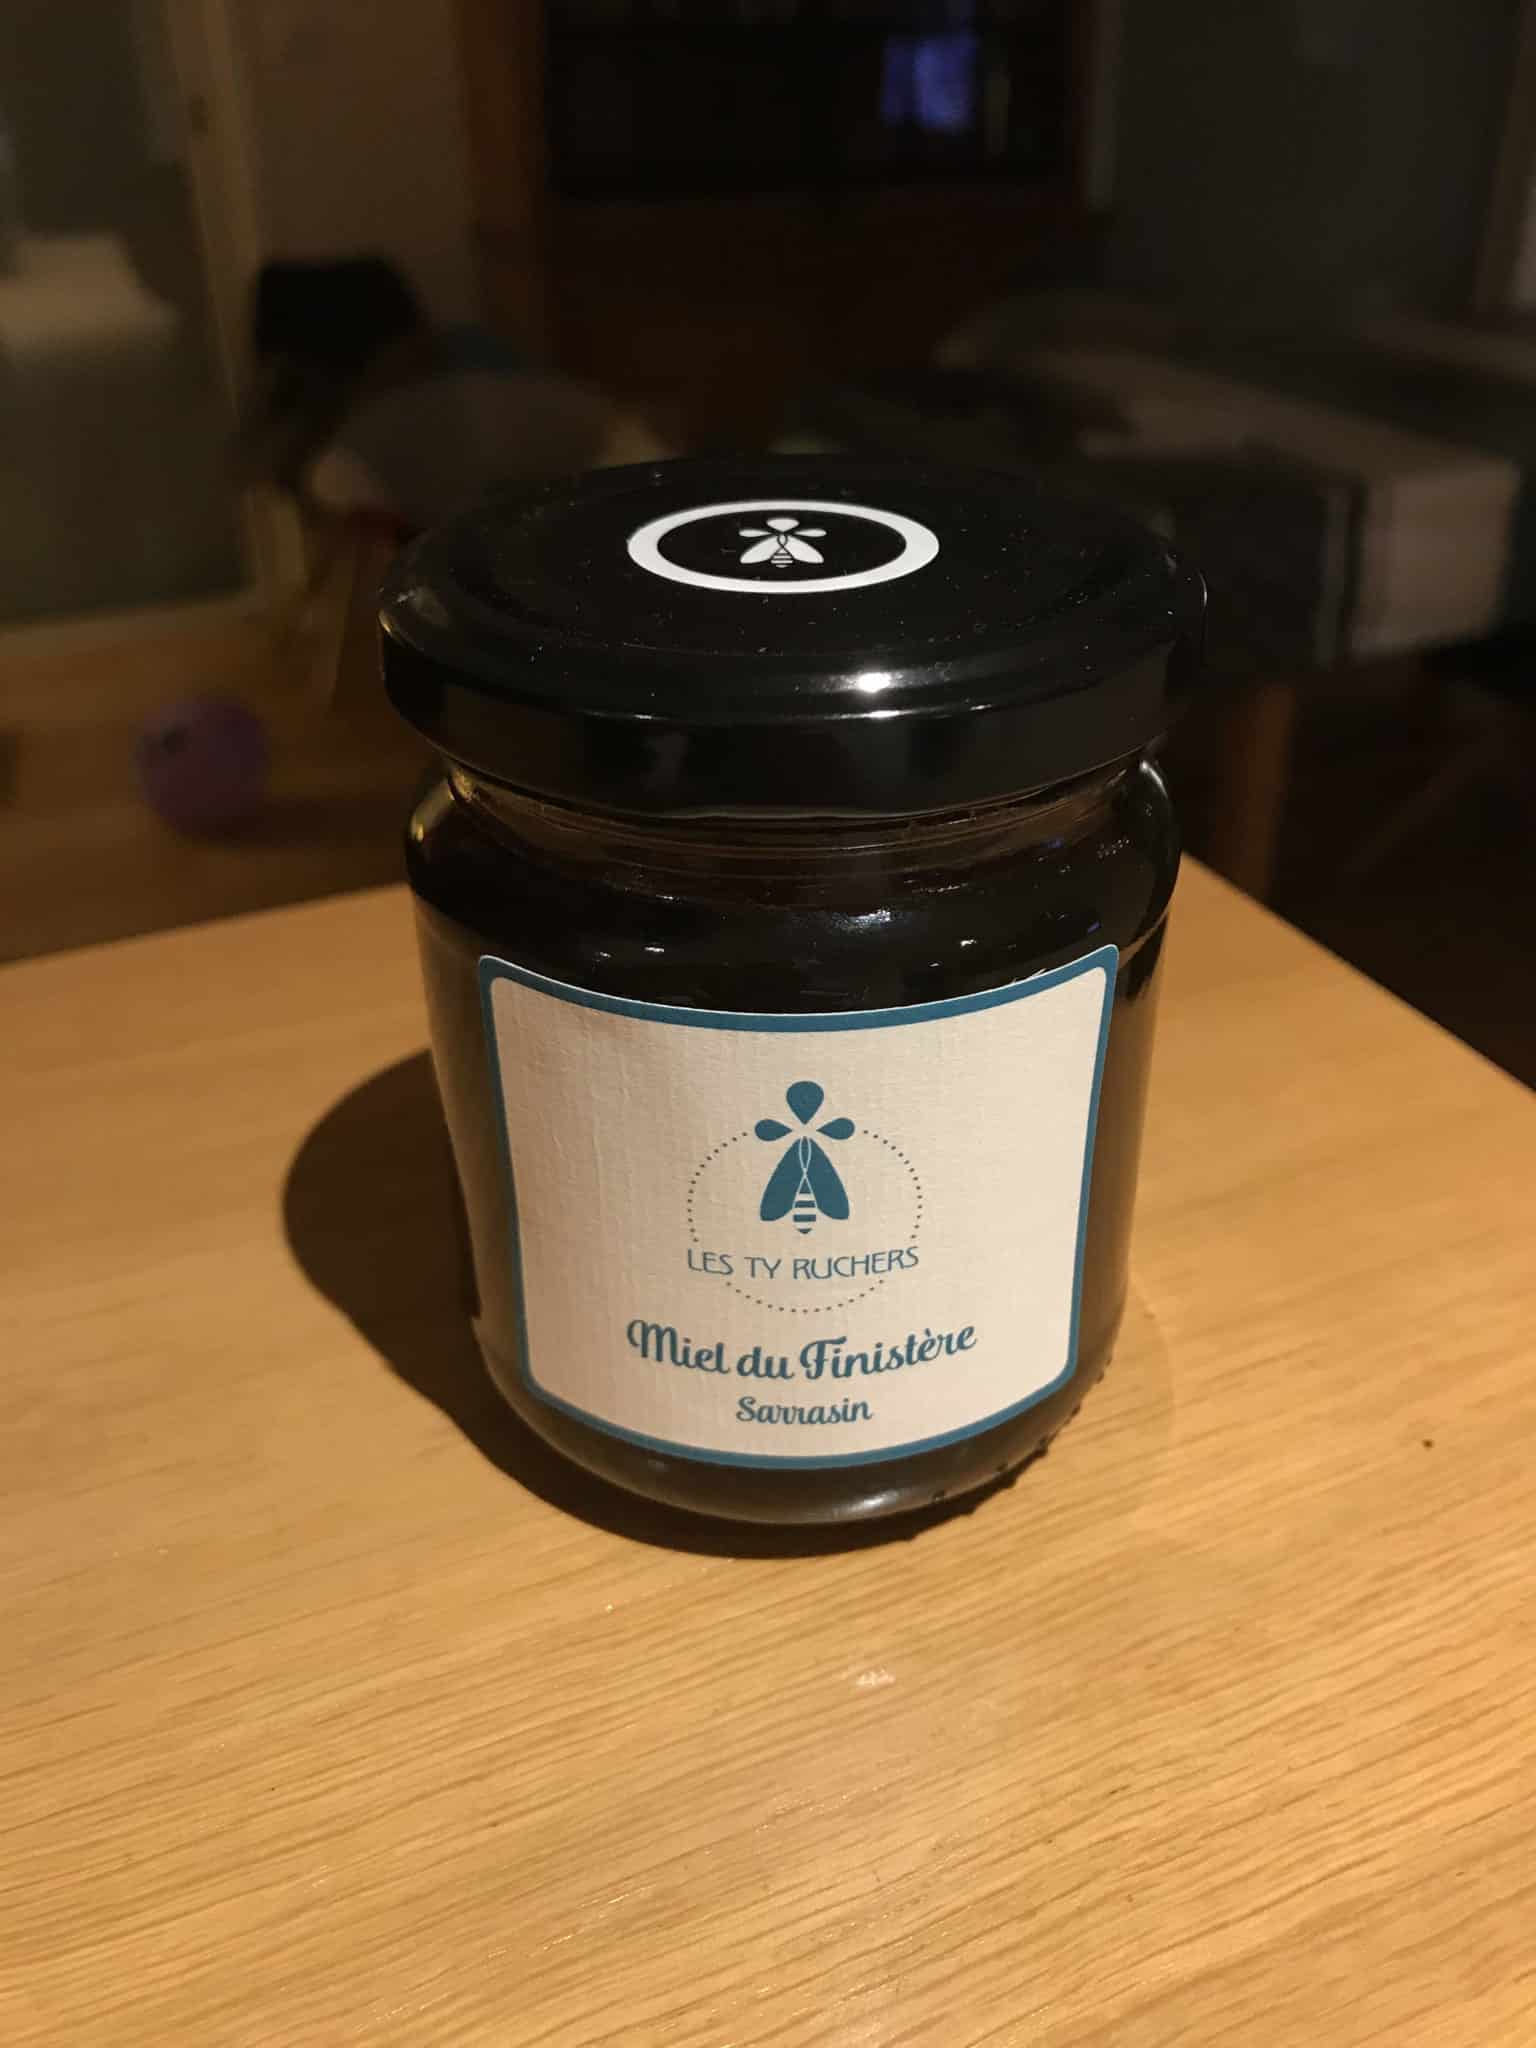 LES TY RUCHERS
Miel du Finistère
Sarrasin